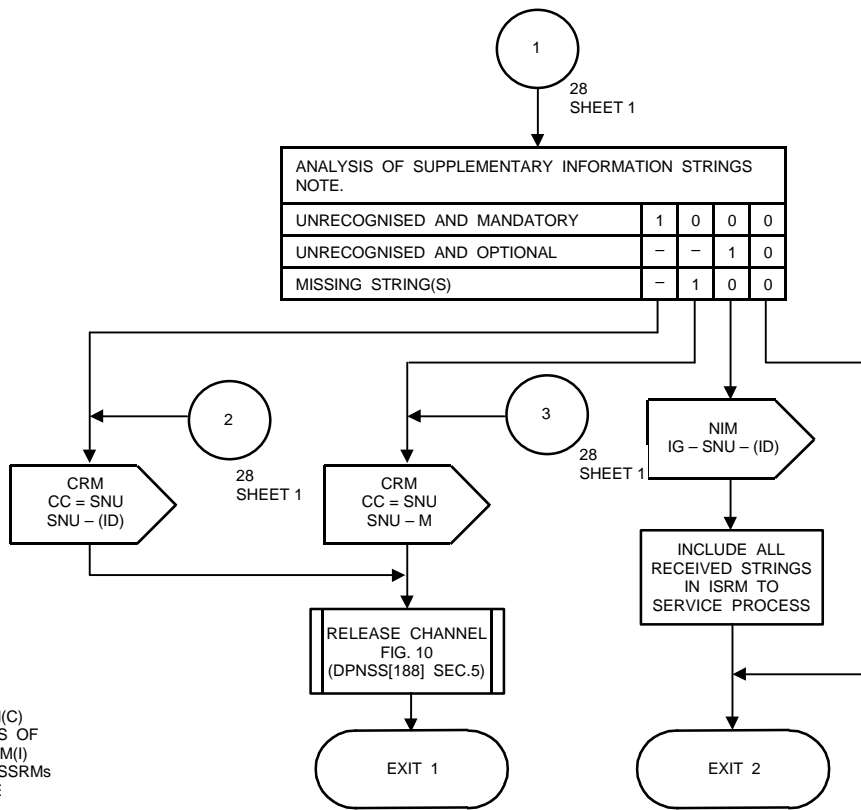 1
28
SHEET 1
ANALYSIS OF SUPPLEMENTARY INFORMATION STRINGS
NOTE.
UNRECOGNISED AND MANDATORY 1 0 0 0
UNRECOGNISED AND OPTIONAL – – 1 0
MISSING STRING(S) – 1 0 0
2
28
SHEET 1
3
28
SHEET 1
NIM
IG – SNU – (ID)
CRM
CC = SNU
SNU – (ID)
CRM
CC = SNU
SNU – M
INCLUDE ALL
RECEIVED STRINGS
IN ISRM TO
SERVICE PROCESS
RELEASE CHANNEL
FIG. 10
(DPNSS[188] SEC.5)
(C)
S OF
M(I)
SSRMs
E
EXIT 1
EXIT 2